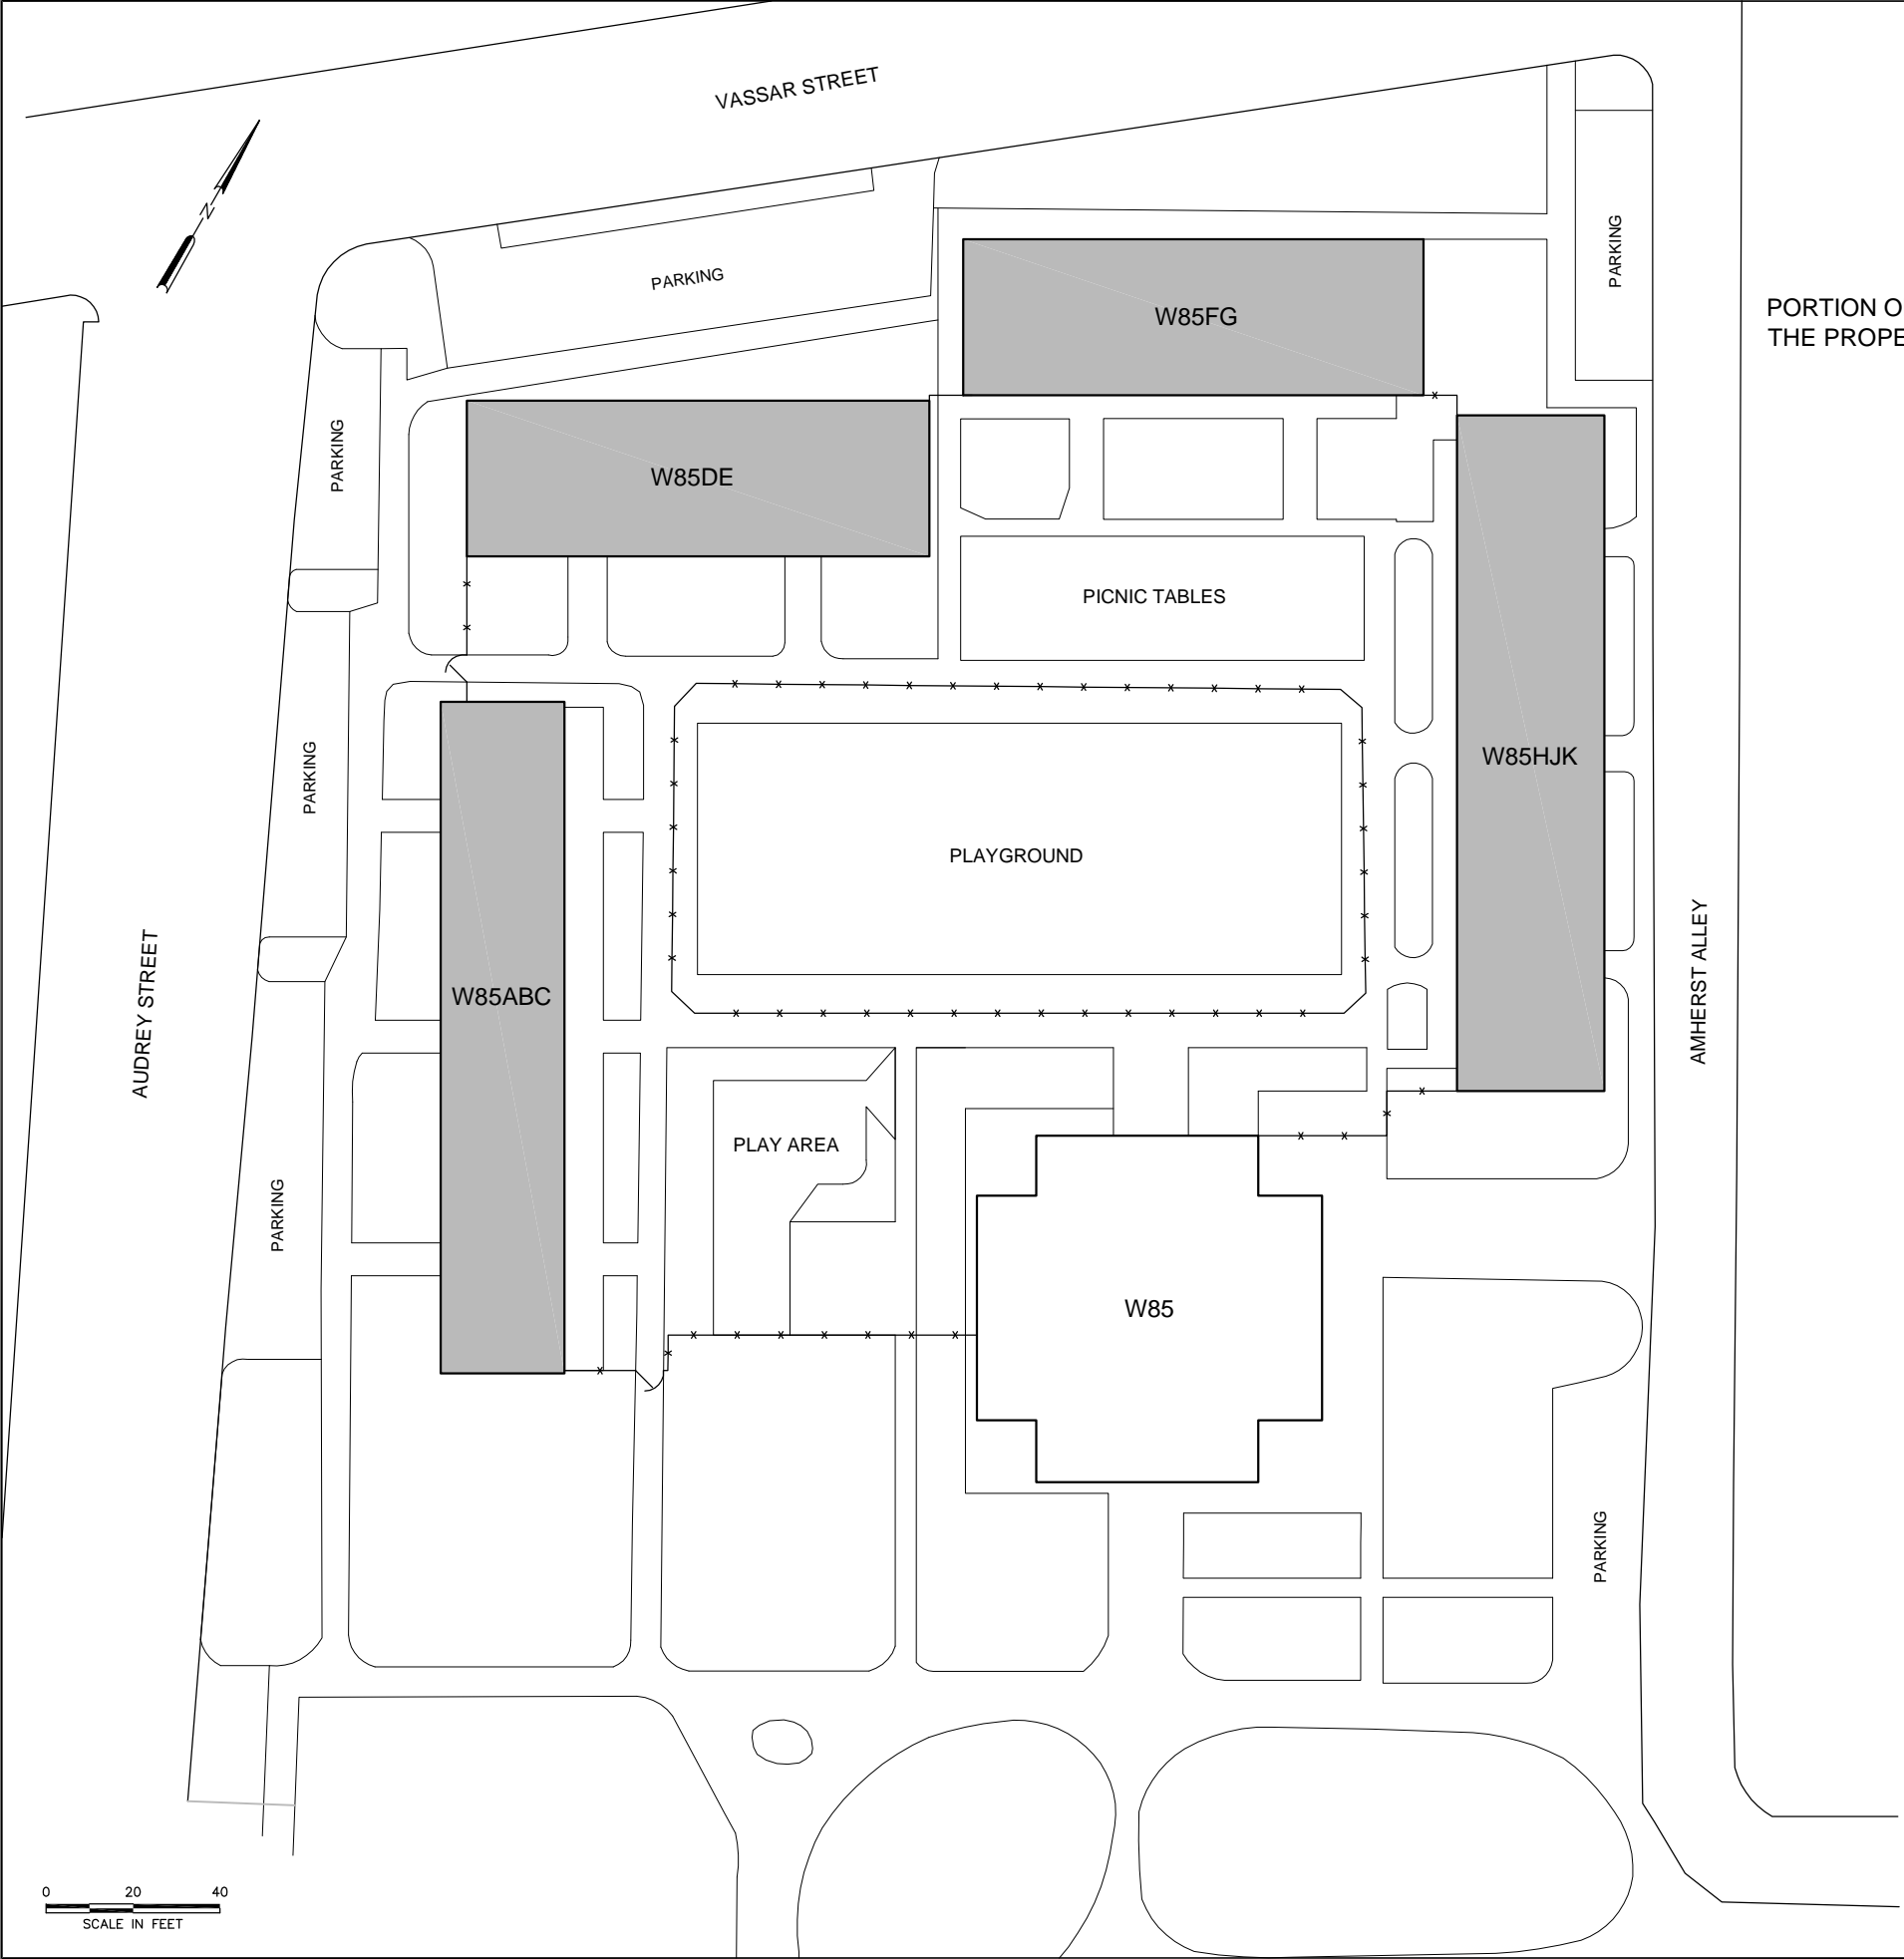 VASSAR STREET
N
PARKING
PARKING
W85FG
PORTION O
THE PROPE
PARKING
W85DE
PICNIC TABLES
PARKING
W85HJK
PLAYGROUND
W85ABC
AUDREY STREET
AMHERST ALLEY
PLAY AREA
PARKING
W85
PARKING
0 20 40
SCALE IN FEET